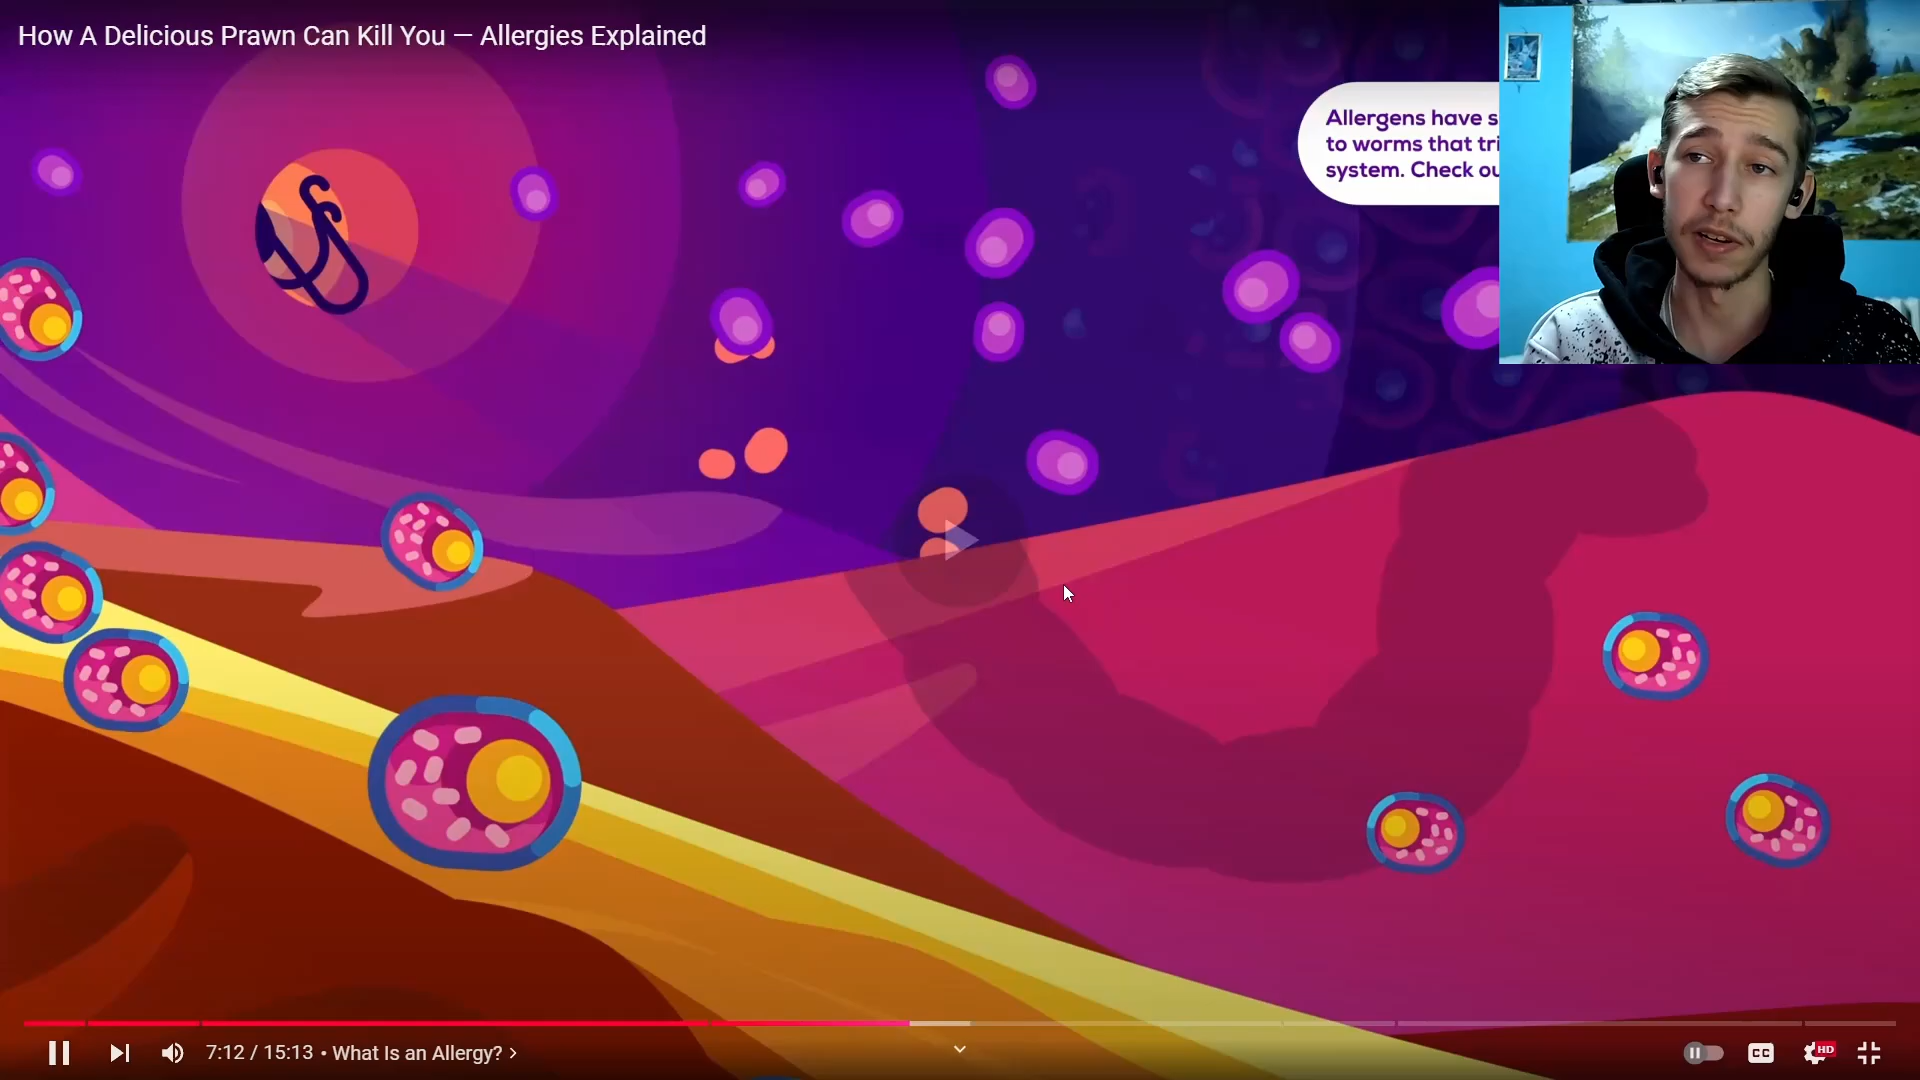 How A Delicious Prawn Can Kill You — Allergies Explained
Allergens have s
to worms that tri
system. Check ou
7:12 / 15:13 • What Is an Allergy? >
CC
HD